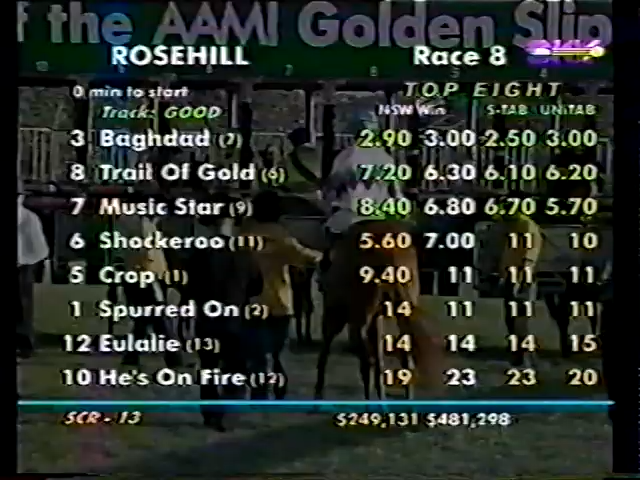 f the AAMI Golden Slip
ROSEHILL Race 8
0 min to start TOP EIGHT
Track: GOOD NSW Win S-TAB UNiTAB
3 Baghdad (7) 2.90 3.00 2.50 3.00
8 Trail Of Gold (6) 7.20 6.30 6.10 6.20
7 Music Star (9) 8.40 6.80 6.70 5.70
6 Shockeroo (11) 5.60 7.00 11 10
5 Crop (1) 9.40 11 11 11
1 Spurred On (2) 14 11 11 11
12 Eulalie (13) 14 14 14 15
10 He's On Fire (12) 19 23 23 20
SCR - 13 $249,131 $481,298